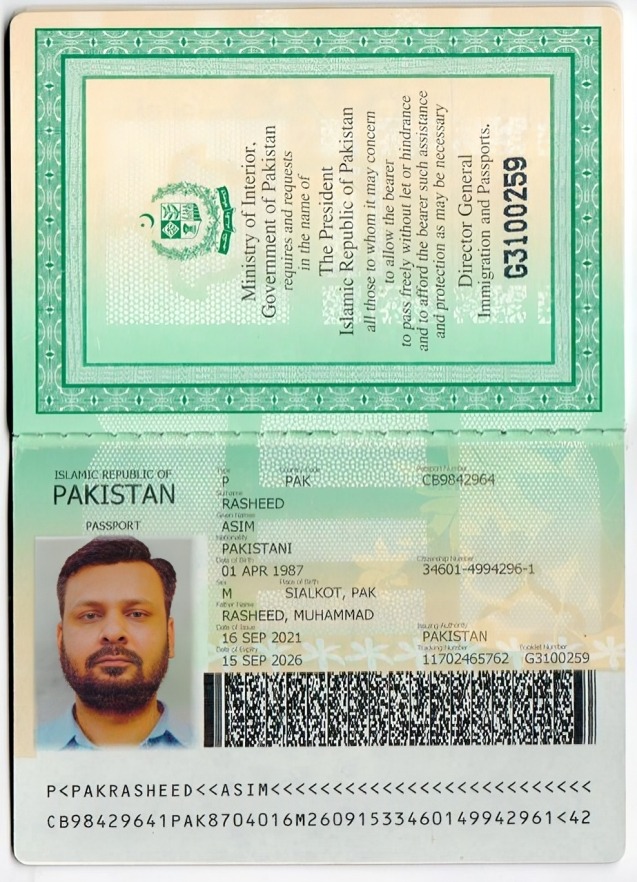 Ministry of Interior,
Government of Pakistan
requires and requests
in the name of
The President
Islamic Republic of Pakistan
all those to whom it may concern
to allow the bearer
to pass freely without let or hindrance
and to afford the bearer such assistance
and protection as may be necessary
Director General
Immigration and Passports.
G3100259
ISLAMIC REPUBLIC OF
PAKISTAN
PASSPORT
Type Country Code Passport Number
P PAK CB9842964
Surname
RASHEED
Given Names
ASIM
Nationality
PAKISTANI
Date of Birth Citizenship Number
01 APR 1987 34601-4994296-1
Sex Place of Birth
M SIALKOT, PAK
Father Name
RASHEED, MUHAMMAD
Date of Issue Issuing Authority
16 SEP 2021 PAKISTAN
Date of Expiry Tracking Number Booklet Number
15 SEP 2026 11702465762 G3100259
P<PAKRASHEED<<ASIM<<<<<<<<<<<<<<<<<<<<<<<<<<
CB98429641PAK8704016M2609153346014994296​1<42